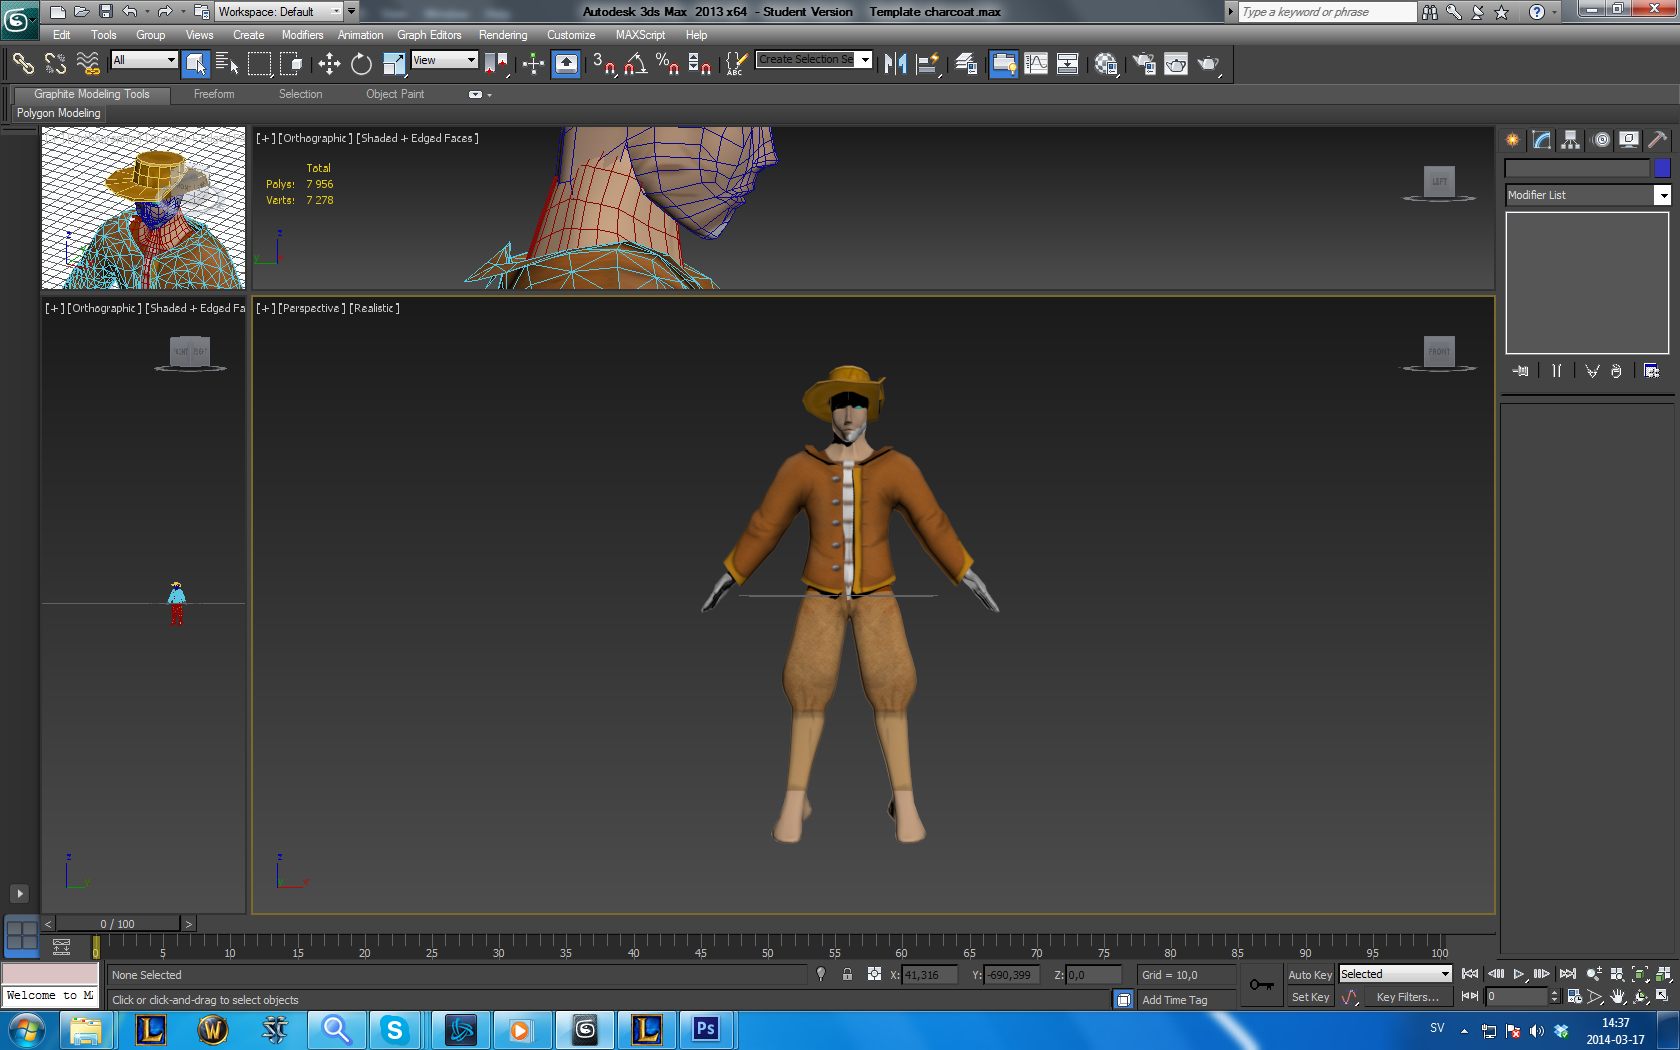 Workspace: Default
Autodesk 3ds Max 2013 x64 - Student Version Template charcoat.max
Type a keyword or phrase
Edit Tools Group Views Create Modifiers Animation Graph Editors Rendering Customize MAXScript Help
All
View
3
%
ABC
Create Selection Se
Graphite Modeling Tools Freeform Selection Object Paint
Polygon Modeling
[+] [Orthographic] [Shaded + Edged Faces]
Total
Polys: 7 956
Verts: 7 278
z
y
x
LEFT
Modifier List
[+] [Orthographic] [Shaded + Edged Fa
[+] [Perspective] [Realistic]
FRONT
z
y
z
x
< 0 / 100 >
0 5 10 15 20 25 30 35 40 45 50 55 60 65 70 75 80 85 90 95 100
None Selected
X: 41,316 Y: -690,399 Z: 0,0 Grid = 10,0
Auto Key Selected
Welcome to M
Click or click-and-drag to select objects
Add Time Tag
Set Key Key Filters... 0
L W S Ps L
SV 14:37
2014-03-17